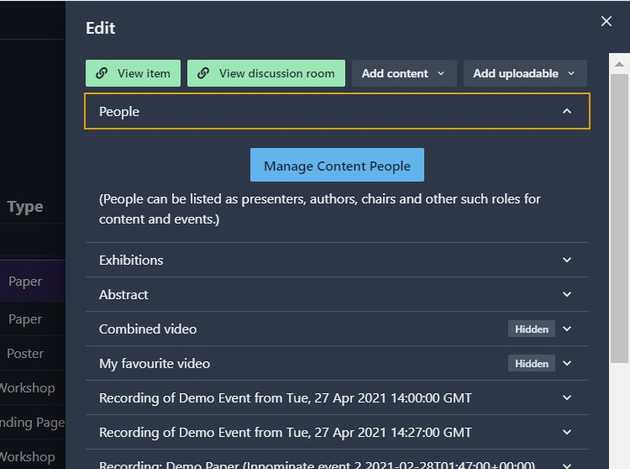 Edit
View item
View discussion room
Add content
Add uploadable
People
Manage Content People
(People can be listed as presenters, authors, chairs and other such roles for
content and events.)
Exhibitions
Abstract
Combined video
Hidden
My favourite video
Hidden
Recording of Demo Event from Tue, 27 Apr 2021 14:00:00 GMT
Recording of Demo Event from Tue, 27 Apr 2021 14:27:00 GMT
Recording: Demo Paper (Innominate event 2 2021-02-28T01:47:00+00:00)
Type
Paper
Paper
Poster
Workshop
nding Page
Workshop